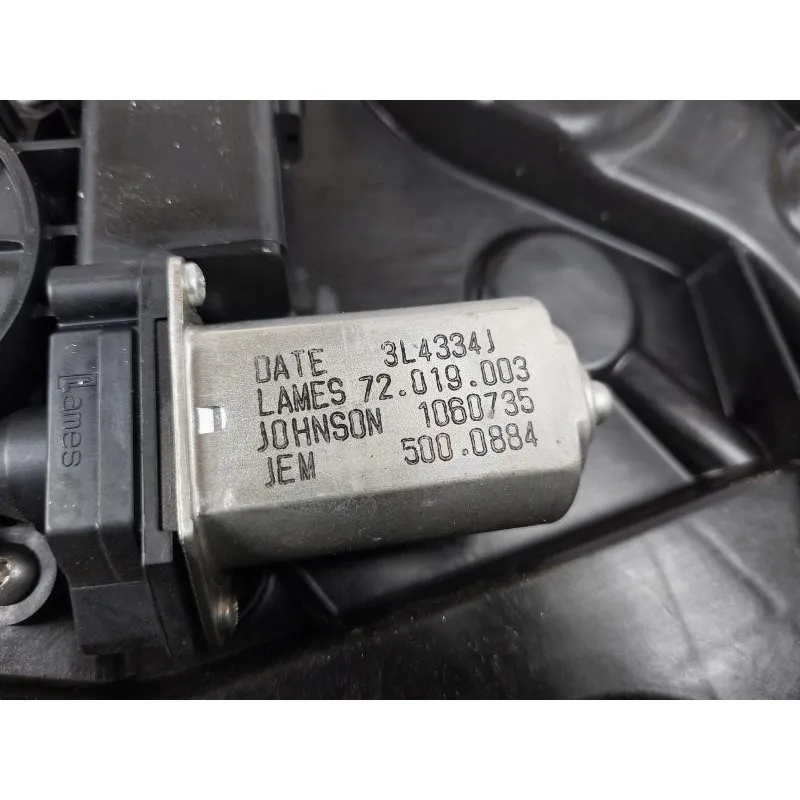 DATE 3L4334J
LAMES 72.019.003
JOHNSON 1060735
JEM 500.0884
Lames